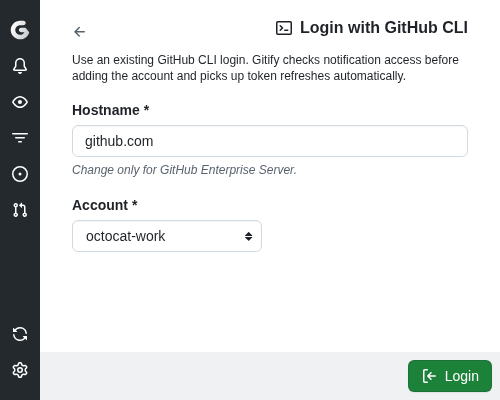 Login with GitHub CLI
Use an existing GitHub CLI login. Gitify checks notification access before
adding the account and picks up token refreshes automatically.
Hostname *
github.com
Change only for GitHub Enterprise Server.
Account *
octocat-work
Login